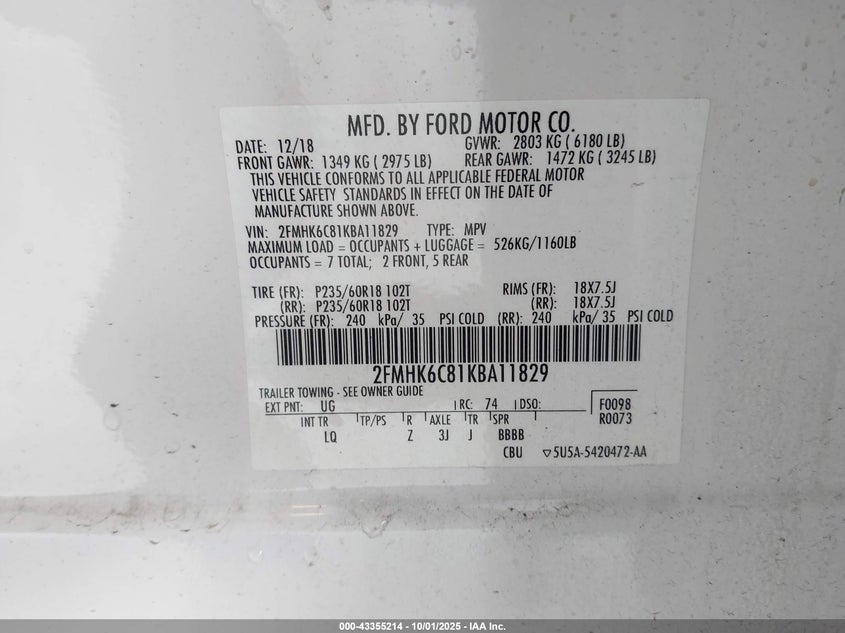 MFD. BY FORD MOTOR CO.
DATE: 12/18 GVWR: 2803 KG ( 6180 LB)
FRONT GAWR: 1349 KG ( 2975 LB) REAR GAWR: 1472 KG ( 3245 LB)
THIS VEHICLE CONFORMS TO ALL APPLICABLE FEDERAL MOTOR
VEHICLE SAFETY STANDARDS IN EFFECT ON THE DATE OF
MANUFACTURE SHOWN ABOVE.
VIN: 2FMHK6C81KBA11829 TYPE: MPV
MAXIMUM LOAD = OCCUPANTS + LUGGAGE = 526KG/1160LB
OCCUPANTS = 7 TOTAL; 2 FRONT, 5 REAR
TIRE (FR): P235/60R18 102T RIMS (FR): 18X7.5J
(RR): P235/60R18 102T (RR): 18X7.5J
PRESSURE (FR): 240 kPa/ 35 PSI COLD (RR): 240 kPa/ 35 PSI COLD
2FMHK6C81KBA11829
TRAILER TOWING - SEE OWNER GUIDE
EXT PNT: UG RC: 74 DSO: F0098
INT TR TP/PS R AXLE TR SPR R0073
LQ Z 3J J BBBB
CBU ▽5U5A-5420472-AA
000-43355214 - 10/01/2025 - IAA Inc.